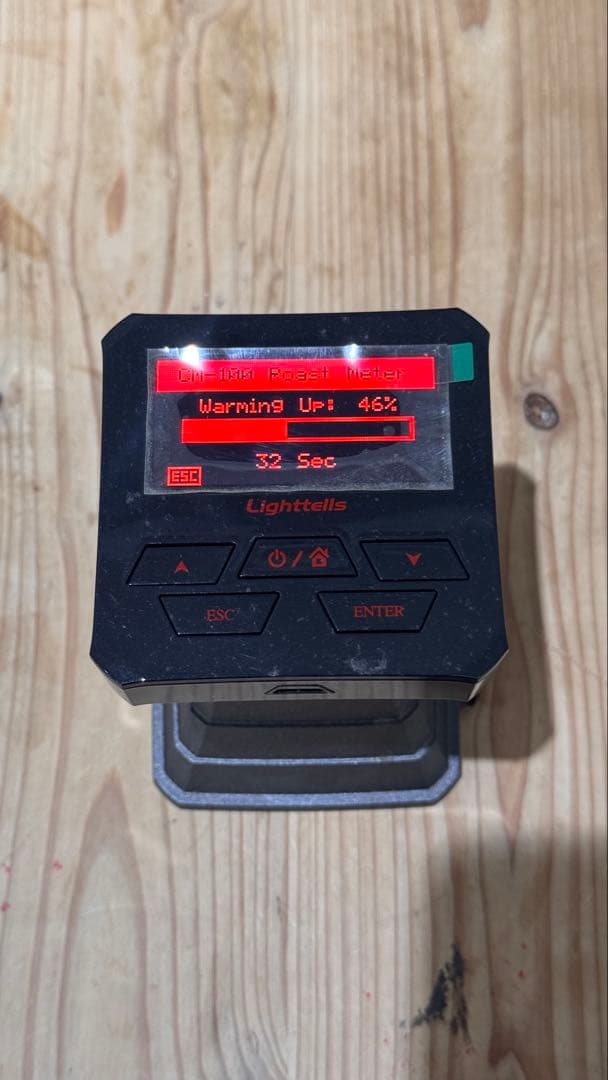 CM-100 Roast Meter
Warming Up: 46%
32 Sec
ESC
Lighttells
/
ESC
ENTER